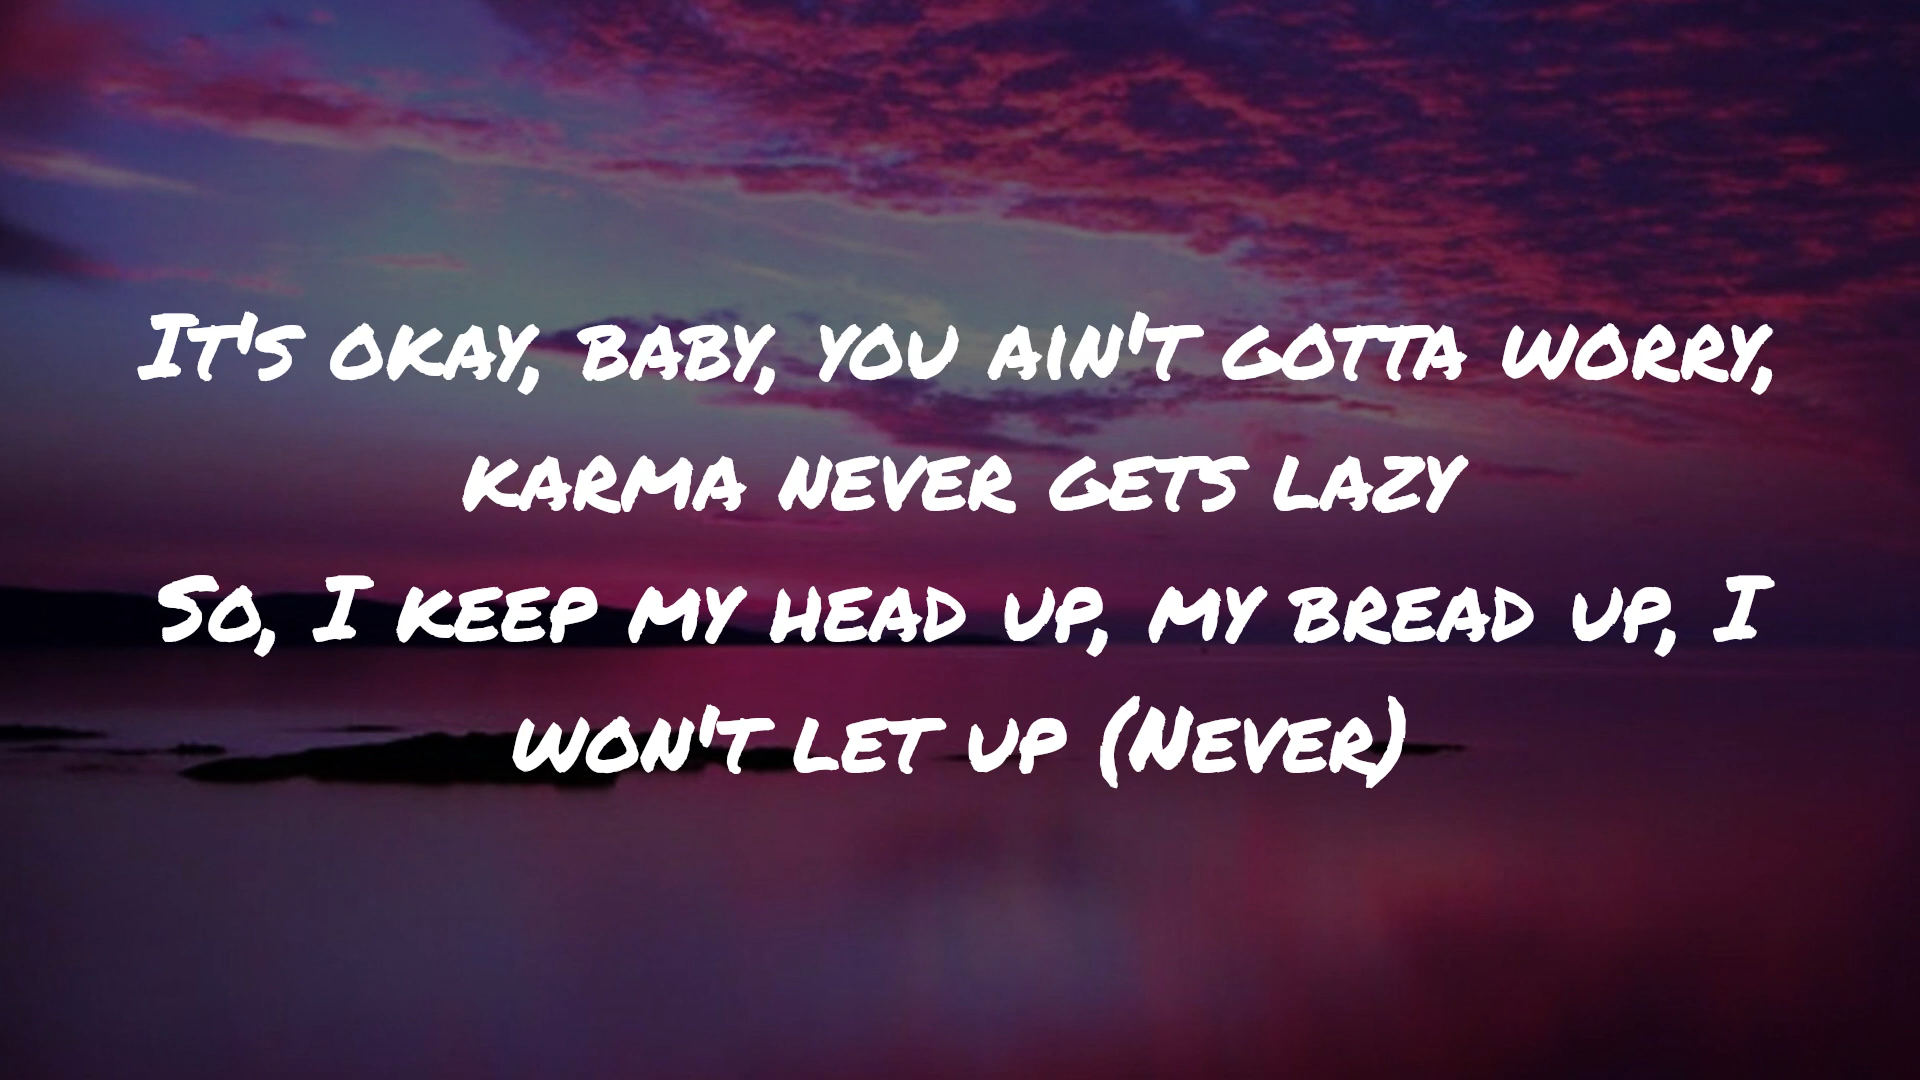 It's okay, baby, you ain't gotta worry,
karma never gets lazy
So, I keep my head up, my bread up, I
won't let up (Never)